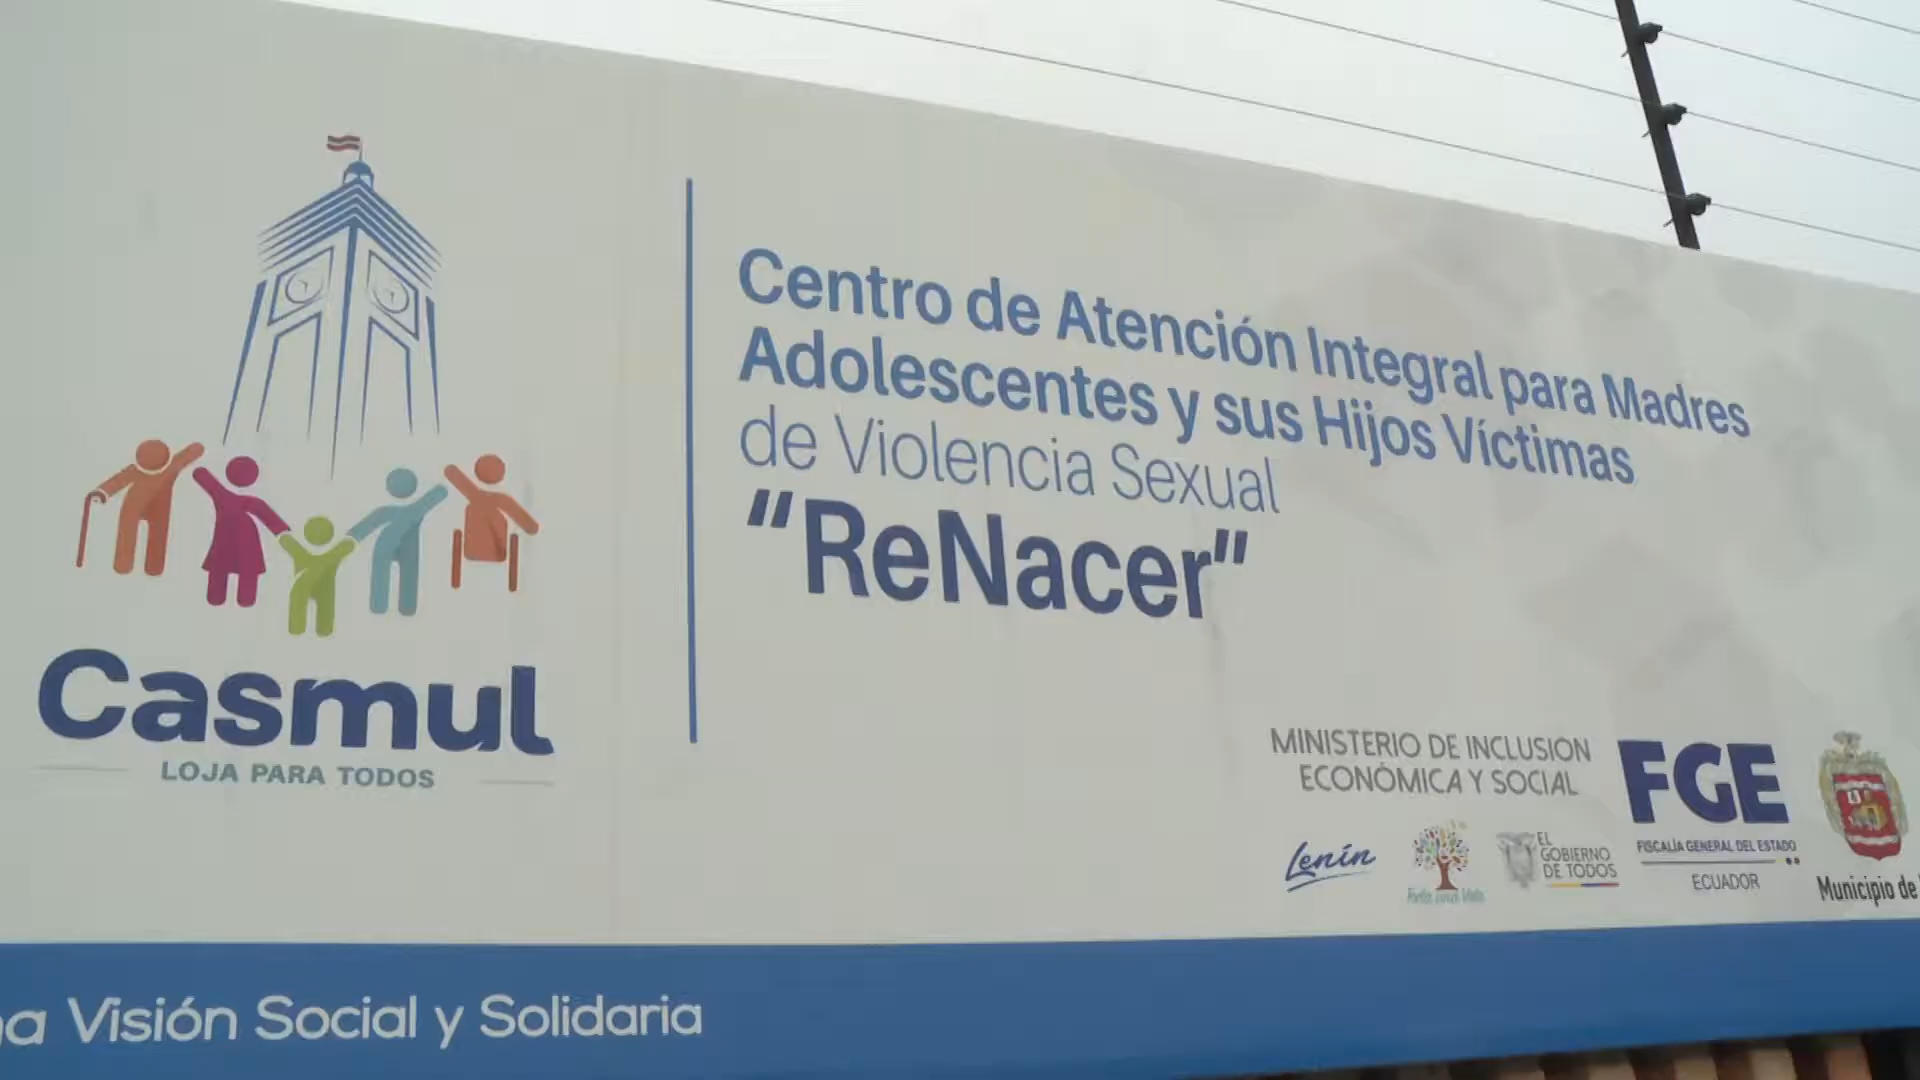 Casmul
LOJA PARA TODOS
Centro de Atención Integral para Madres
Adolescentes y sus Hijos Víctimas
de Violencia Sexual
"ReNacer"
MINISTERIO DE INCLUSION
ECONÓMICA Y SOCIAL
Lenín
EL
GOBIERNO
DE TODOS
FGE
FISCALÍA GENERAL DEL ESTADO
ECUADOR
Municipio de
Visión Social y Solidaria